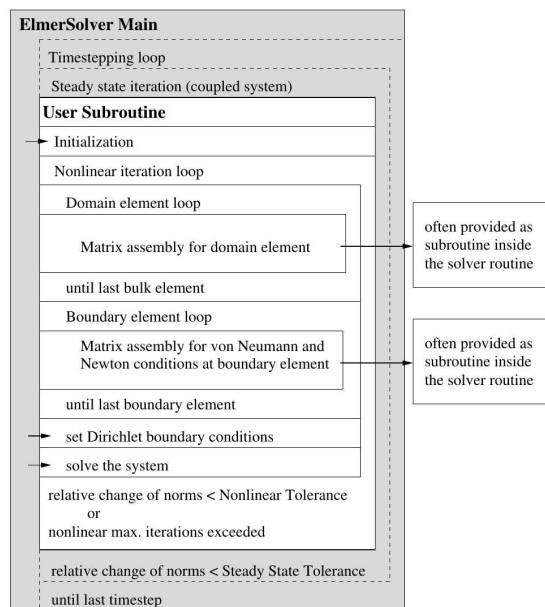 ElmerSolver Main
Timestepping loop
Steady state iteration (coupled system)
User Subroutine
Initialization
Nonlinear iteration loop
Domain element loop
Matrix assembly for domain element
often provided as
subroutine inside
the solver routine
until last bulk element
Boundary element loop
Matrix assembly for von Neumann and
Newton conditions at boundary element
often provided as
subroutine inside
the solver routine
until last boundary element
set Dirichlet boundary conditions
solve the system
relative change of norms < Nonlinear Tolerance
or
nonlinear max. iterations exceeded
relative change of norms < Steady State Tolerance
until last timestep